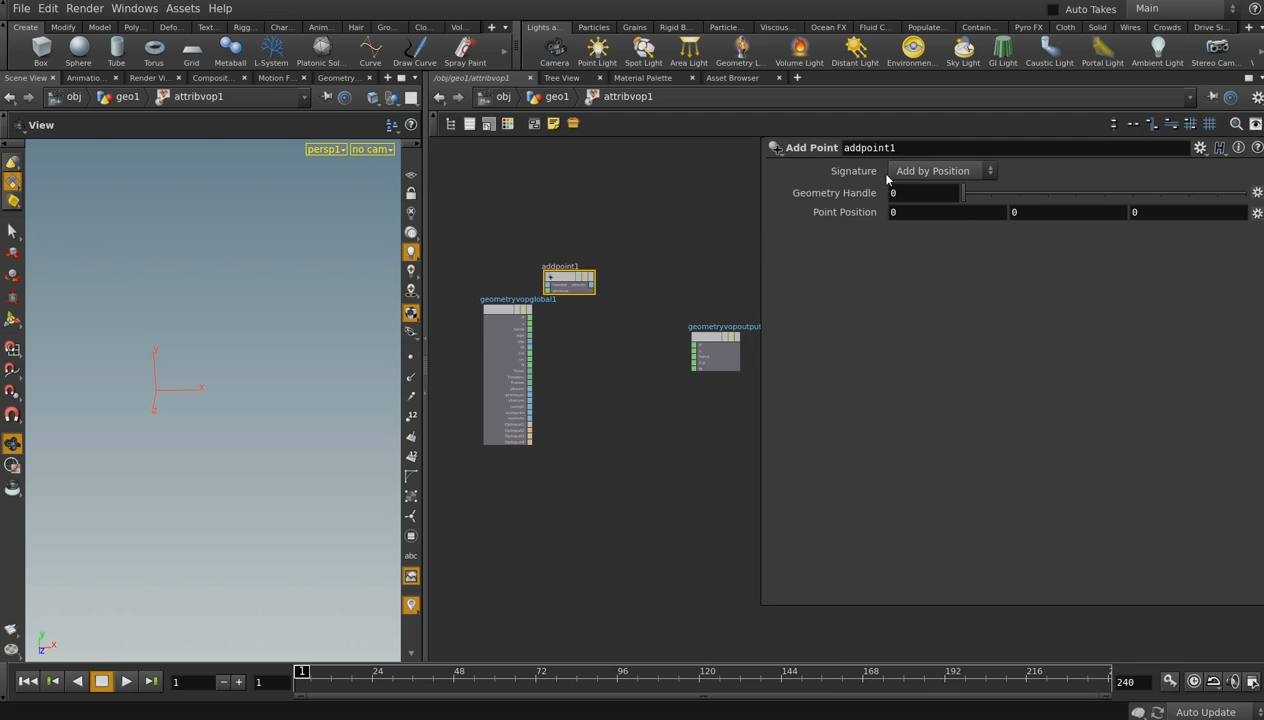 File Edit Render Windows Assets Help
Auto Takes Main
Create Modify Model Poly... Defo... Text... Rigg... Char... Anim... Hair Gro... Clo... Vol...
Lights a... Particles Grains Rigid B... Particle... Viscous... Ocean FX Fluid C... Populate... Contain... Pyro FX Cloth Solid Wires Crowds Drive Si...
Box Sphere Tube Torus Grid Metaball L-System Platonic Sol... Curve Draw Curve Spray Paint
Camera Point Light Spot Light Area Light Geometry L... Volume Light Distant Light Environmen... Sky Light GI Light Caustic Light Portal Light Ambient Light Stereo Cam...
Scene View Animatio... Render Vi... Composit... Motion F... Geometry...
/obj/geo1/attribvop1 Tree View Material Palette Asset Browser
obj geo1 attribvop1
obj geo1 attribvop1
View
persp1 no cam
Add Point addpoint1
Signature Add by Position
Geometry Handle 0
Point Position 0 0 0
addpoint1
geometryvopglobal1
geometryvopoutput
y
x
z
12
12
abc
y
x
z
1 24 48 72 96 120 144 168 192 216 2
1 1 240
Auto Update